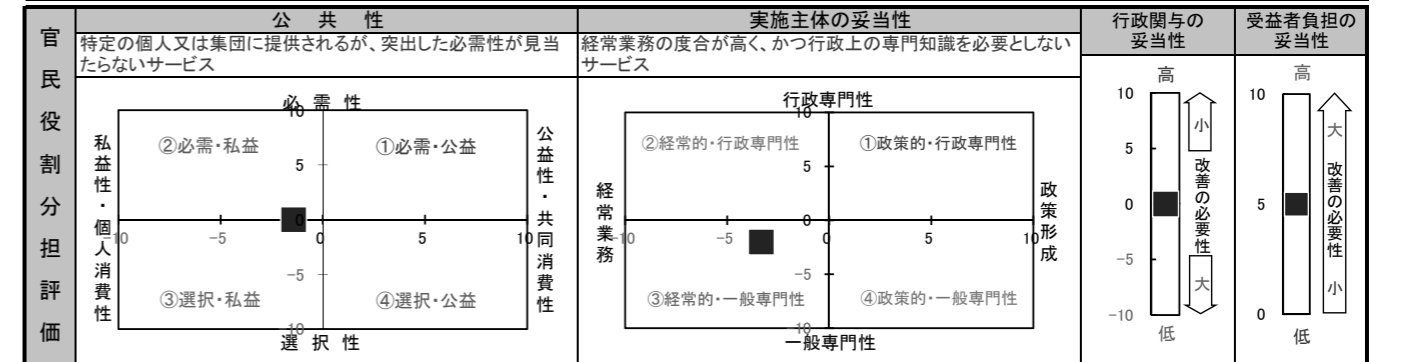 官民役割分担評価
公共性
特定の個人又は集団に提供されるが、突出した必需性が見当
たらないサービス
必需性
10
②必需・私益
①必需・公益
5
私益性・個人消費性
公益性・共同消費性
-10
-5
0
0
5
10
-5
③選択・私益
④選択・公益
-10
選択性
実施主体の妥当性
経常業務の度合が高く、かつ行政上の専門知識を必要としない
サービス
行政専門性
10
②経常的・行政専門性
①政策的・行政専門性
5
経常業務
政策形成
-10
-5
0
0
5
10
-5
③経常的・一般専門性
④政策的・一般専門性
-10
一般専門性
行政関与の
妥当性
高
10
5
0
-5
-10
小
改善の必要性
大
低
受益者負担の
妥当性
高
10
5
0
大
改善の必要性
小
低